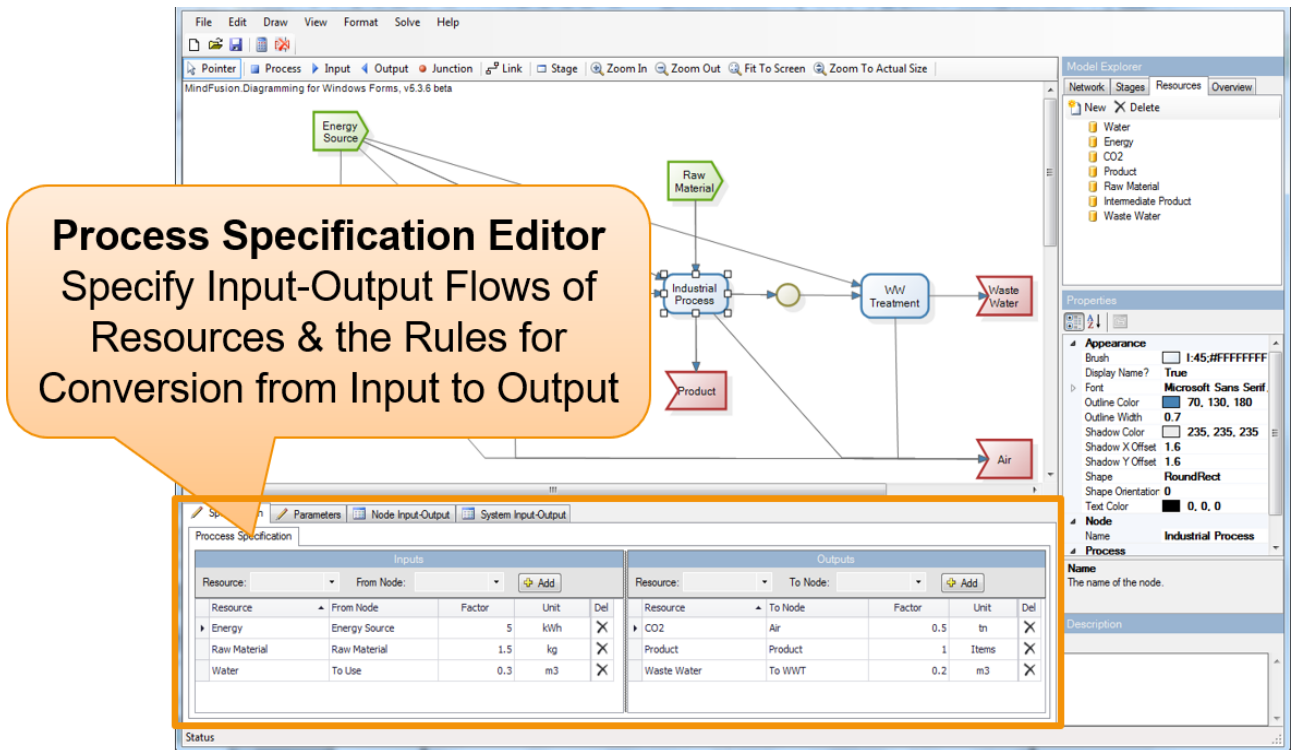 File Edit Draw View Format Solve Help
Pointer Process Input Output Junction Link Stage Zoom In Zoom Out Fit To Screen Zoom To Actual Size
MindFusion.Diagramming for Windows Forms, v5.3.6 beta
Energy
Source
Raw
Material
Process Specification Editor
Specify Input-Output Flows of
Resources & the Rules for
Conversion from Input to Output
Industrial
Process
WW
Treatment
Waste
Water
Product
Air
Model Explorer
Network Stages Resources Overview
New Delete
Water
Energy
CO2
Product
Raw Material
Intermediate Product
Waste Water
Properties
Appearance
Brush I:45;#FFFFFFFF
Display Name? True
Font Microsoft Sans Serif,
Outline Color 70, 130, 180
Outline Width 0.7
Shadow Color 235, 235, 235
Shadow X Offset 1.6
Shadow Y Offset 1.6
Shape RoundRect
Shape Orientation 0
Text Color 0, 0, 0
Node
Name Industrial Process
Process
Name
The name of the node.
Description
Parameters Node Input-Output System Input-Output
Proccess Specification
Inputs
Resource: From Node: Add
Resource From Node Factor Unit Del
Energy Energy Source 5 kWh
Raw Material Raw Material 1.5 kg
Water To Use 0.3 m3
Outputs
Resource: To Node: Add
Resource To Node Factor Unit Del
CO2 Air 0.5 tn
Product Product 1 Items
Waste Water To WWT 0.2 m3
Status